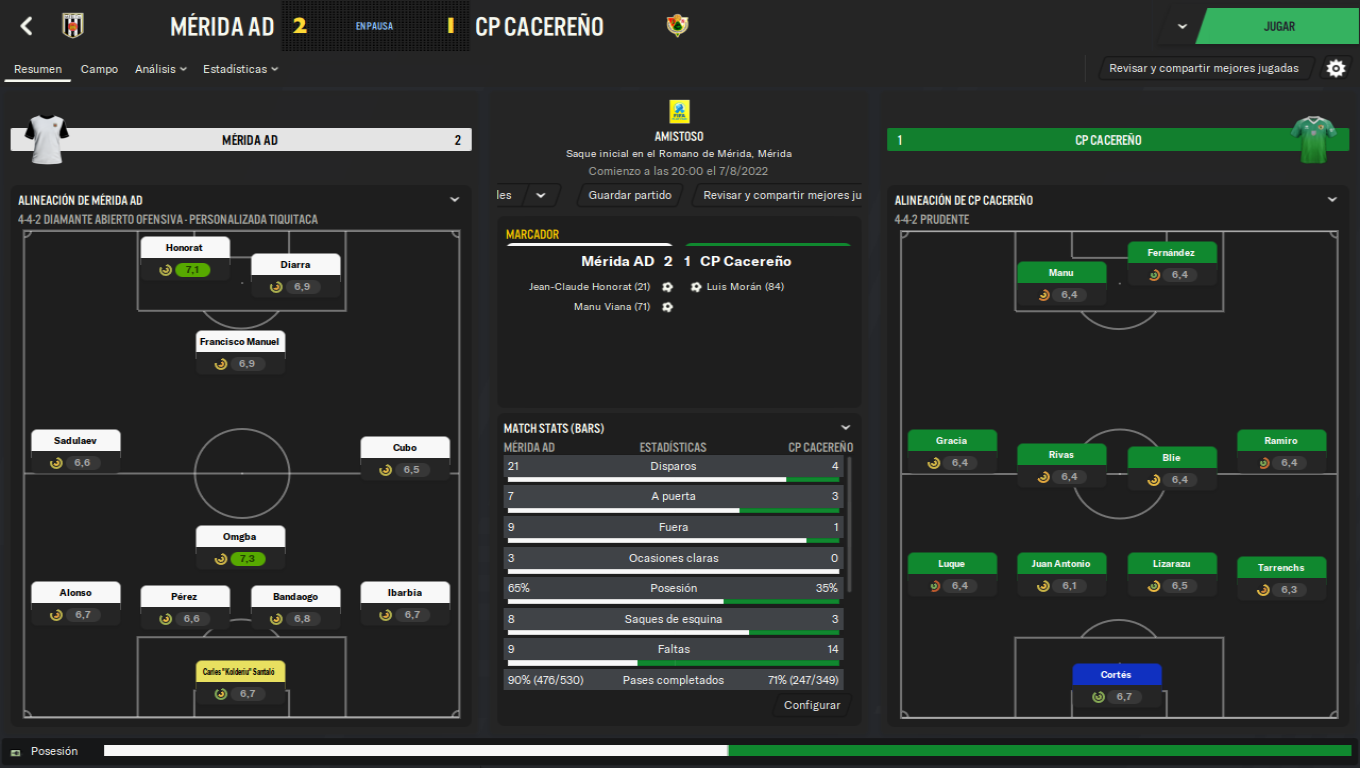 MÉRIDA AD 2 EN PAUSA 1 CP CACEREÑO
JUGAR
Resumen Campo Análisis Estadísticas
Revisar y compartir mejores jugadas
MÉRIDA AD 2
AMISTOSO
Saque inicial en el Romano de Mérida, Mérida
Comienzo a las 20:00 el 7/8/2022
les Guardar partido Revisar y compartir mejores ju
1 CP CACEREÑO
ALINEACIÓN DE MÉRIDA AD
4-4-2 DIAMANTE ABIERTO OFENSIVA - PERSONALIZADA TIQUITACA
Honorat
7,1
Diarra
6,9
Francisco Manuel
6,9
Sadulaev
6,6
Cubo
6,5
Omgba
7,3
Alonso
6,7
Pérez
6,6
Bandaogo
6,8
Ibarbia
6,7
Carles "Kolderiu" Santaló
6,7
MARCADOR
Mérida AD 2 1 CP Cacereño
Jean-Claude Honorat (21) Luis Morán (84)
Manu Viana (71)
MATCH STATS (BARS)
MÉRIDA AD ESTADÍSTICAS CP CACEREÑO
21 Disparos 4
7 A puerta 3
9 Fuera 1
3 Ocasiones claras 0
65% Posesión 35%
8 Saques de esquina 3
9 Faltas 14
90% (476/530) Pases completados 71% (247/349)
Configurar
ALINEACIÓN DE CP CACEREÑO
4-4-2 PRUDENTE
Fernández
6,4
Manu
6,4
Gracia
6,4
Rivas
6,4
Blie
6,4
Ramiro
6,4
Luque
6,4
Juan Antonio
6,1
Lizarazu
6,5
Tarrenchs
6,3
Cortés
6,7
Posesión